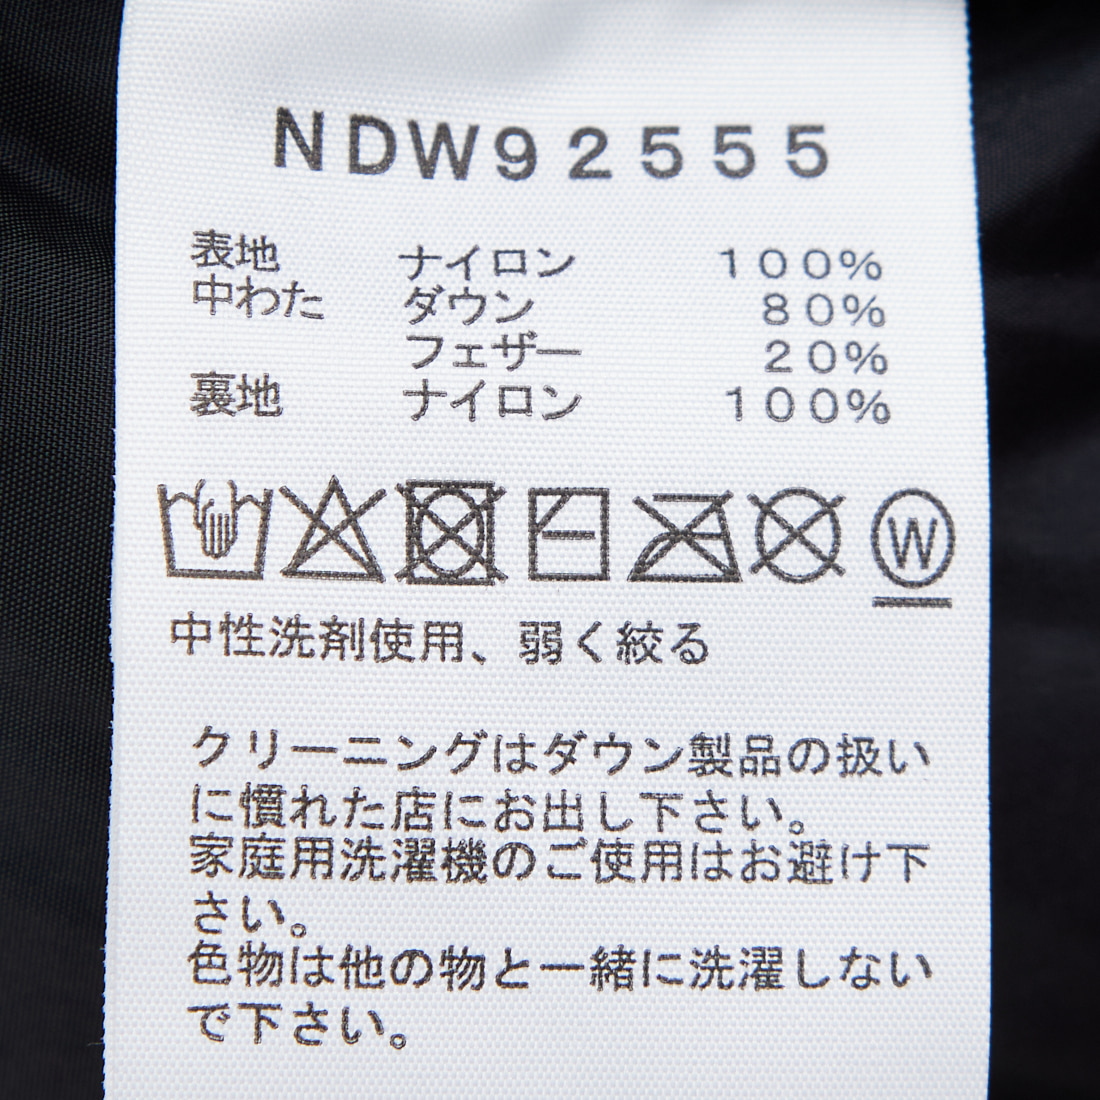 NDW92555
表地 ナイロン 100%
中わた ダウン 80%
フェザー 20%
裏地 ナイロン 100%
W
中性洗剤使用、弱く絞る
クリーニングはダウン製品の扱い
に慣れた店にお出し下さい。
家庭用洗濯機のご使用はお避け下
さい。
色物は他の物と一緒に洗濯しない
で下さい。